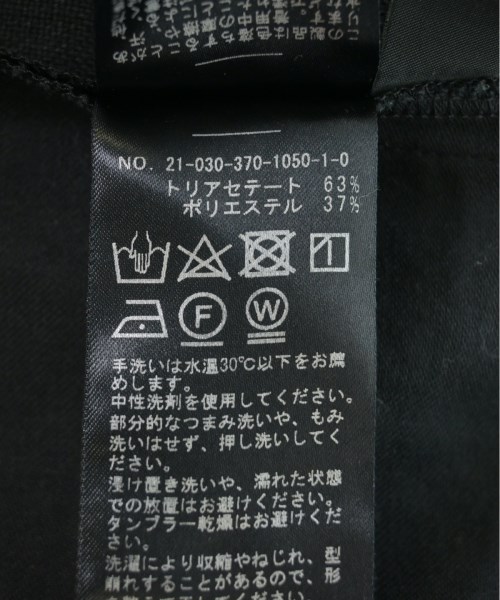 NO. 21-030-370-1050-1-0
トリアセテート 63%
ポリエステル 37%
F W
手洗いは水温30℃以下をお薦
めします。
中性洗剤を使用してください。
部分的なつまみ洗いや、もみ
洗いはせず、押し洗いしてく
ださい。
浸け置き洗いや、濡れた状態
での放置はお避けください。
タンブラー乾燥はお避けくだ
さい。
洗濯により収縮やねじれ、型
崩れすることがあるので、形